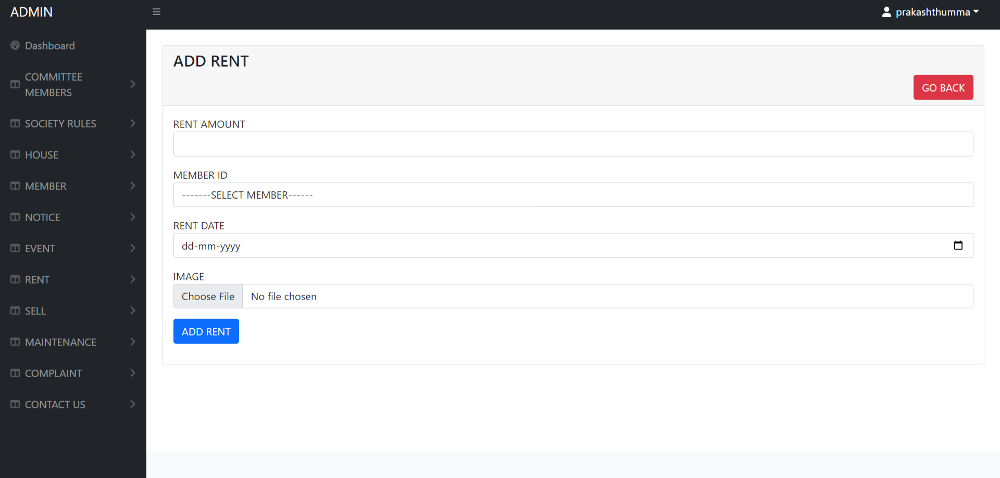 ADMIN
prakashthumma
Dashboard
COMMITTEE
MEMBERS
SOCIETY RULES
HOUSE
MEMBER
NOTICE
EVENT
RENT
SELL
MAINTENANCE
COMPLAINT
CONTACT US
ADD RENT
GO BACK
RENT AMOUNT
MEMBER ID
-------SELECT MEMBER------
RENT DATE
dd-mm-yyyy
IMAGE
Choose File No file chosen
ADD RENT